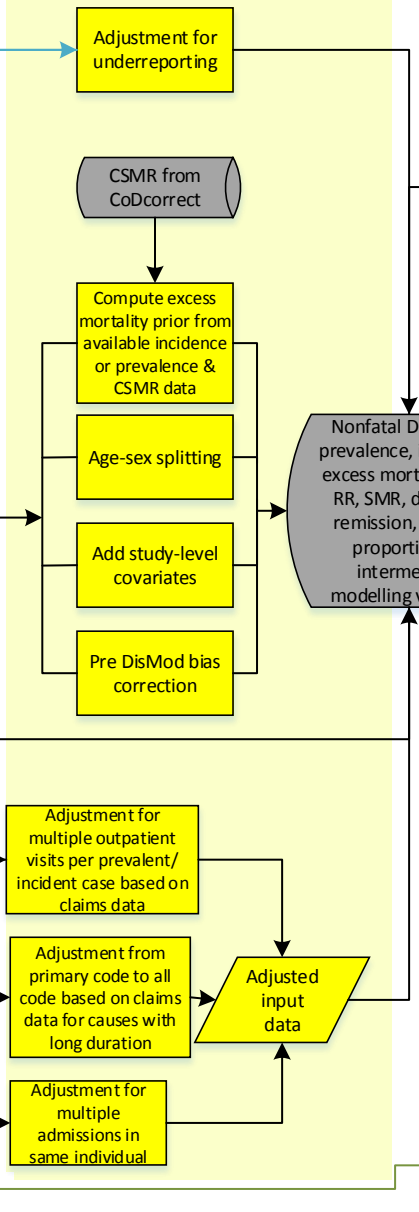 Adjustment for
underreporting
CSMR from
CoDcorrect
Compute excess
mortality prior from
available incidence
or prevalence &
CSMR data
Age-sex splitting
Add study-level
covariates
Pre DisMod bias
correction
Nonfatal D
prevalence,
excess mort
RR, SMR, d
remission,
proporti
interme
modelling v
Adjustment for
multiple outpatient
visits per prevalent/
incident case based on
claims data
Adjustment from
primary code to all
code based on claims
data for causes with
long duration
Adjusted
input
data
Adjustment for
multiple
admissions in
same individual